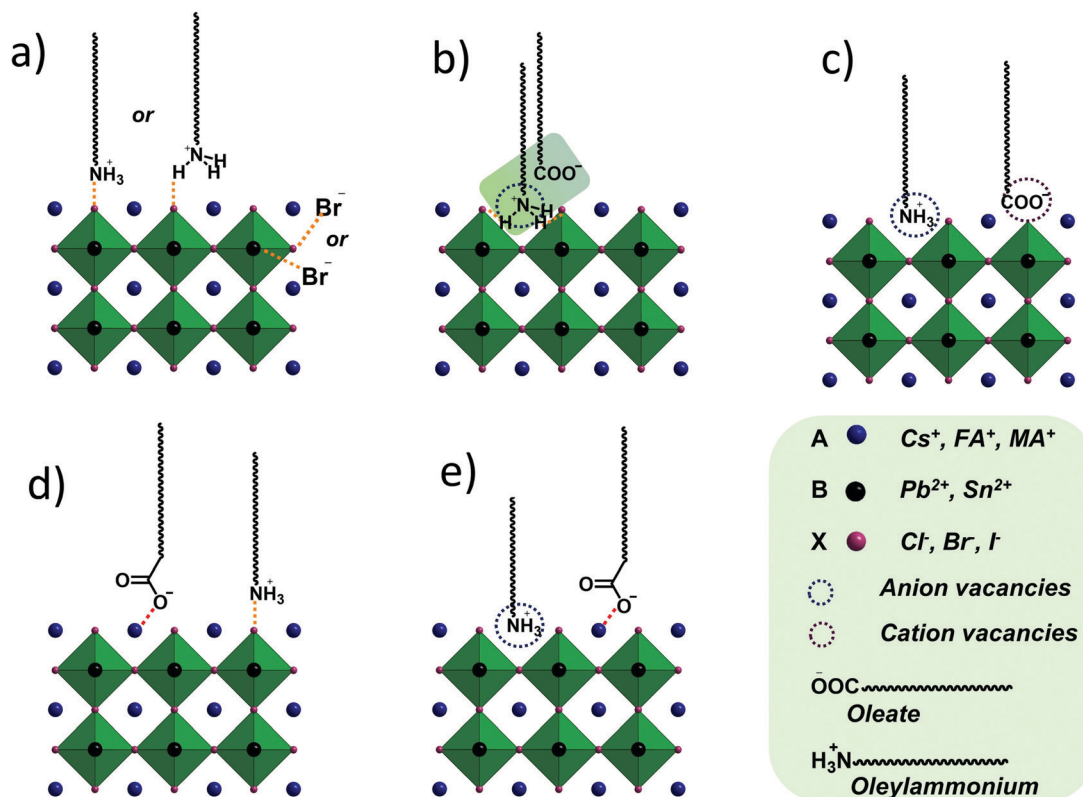 a)
or
NH₃⁺
H
⁺N
H
H
Br⁻
or
Br⁻
b)
COO⁻
⁺N
H
H
H
c)
NH₃⁺
COO⁻
d)
O
O⁻
NH₃⁺
e)
NH₃⁺
O
O⁻
A Cs⁺, FA⁺, MA⁺
B Pb²⁺, Sn²⁺
X Cl⁻, Br⁻, I⁻
Anion vacancies
Cation vacancies
⁻OOC
Oleate
H₃N⁺
Oleylammonium